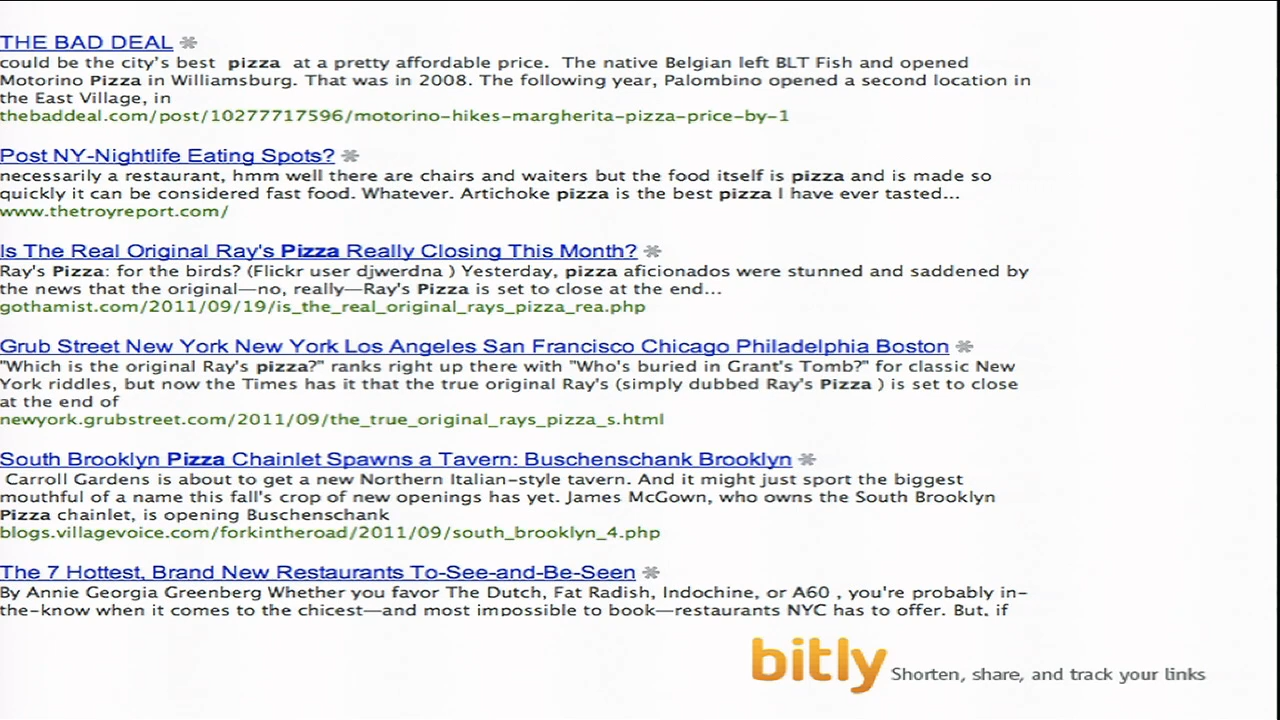 THE BAD DEAL
could be the city's best pizza at a pretty affordable price. The native Belgian left BLT Fish and opened
Motorino Pizza in Williamsburg. That was in 2008. The following year, Palombino opened a second location in
the East Village, in
thebaddeal.com/post/10277717596/motorino-hikes-margherita-pizza-price-by-1
Post NY-Nightlife Eating Spots?
necessarily a restaurant, hmm well there are chairs and waiters but the food itself is pizza and is made so
quickly it can be considered fast food. Whatever. Artichoke pizza is the best pizza I have ever tasted...
www.thetroyreport.com/
Is The Real Original Ray's Pizza Really Closing This Month?
Ray's Pizza: for the birds? (Flickr user djwerdna ) Yesterday, pizza aficionados were stunned and saddened by
the news that the original—no, really—Ray's Pizza is set to close at the end...
gothamist.com/2011/09/19/is_the_real_original_rays_pizza_rea.php
Grub Street New York New York Los Angeles San Francisco Chicago Philadelphia Boston
"Which is the original Ray's pizza?" ranks right up there with "Who's buried in Grant's Tomb?" for classic New
York riddles, but now the Times has it that the true original Ray's (simply dubbed Ray's Pizza ) is set to close
at the end of
newyork.grubstreet.com/2011/09/the_true_original_rays_pizza_s.html
South Brooklyn Pizza Chainlet Spawns a Tavern: Buschenschank Brooklyn
Carroll Gardens is about to get a new Northern Italian-style tavern. And it might just sport the biggest
mouthful of a name this fall's crop of new openings has yet. James McGown, who owns the South Brooklyn
Pizza chainlet, is opening Buschenschank
blogs.villagevoice.com/forkintheroad/2011/09/south_brooklyn_4.php
The 7 Hottest, Brand New Restaurants To-See-and-Be-Seen
By Annie Georgia Greenberg Whether you favor The Dutch, Fat Radish, Indochine, or A60 , you're probably in-
the-know when it comes to the chicest—and most impossible to book—restaurants NYC has to offer. But, if
bitly Shorten, share, and track your links